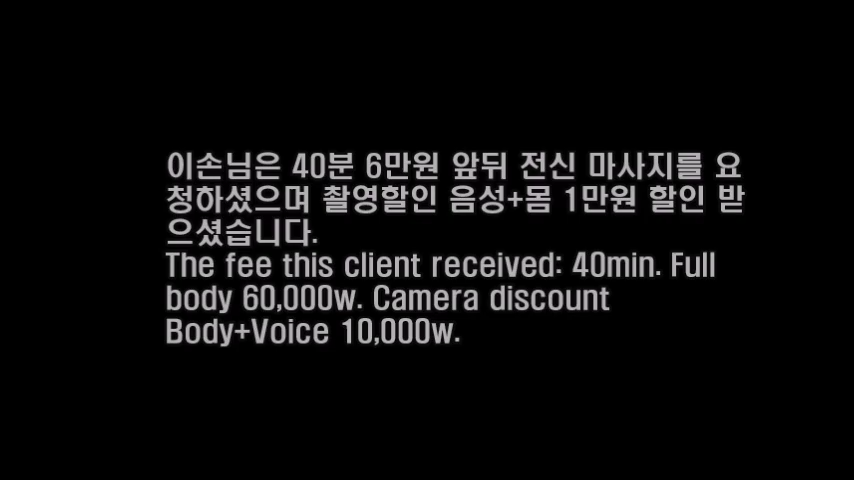 이손님은 40분 6만원 앞뒤 전신 마사지를 요
청하셨으며 촬영할인 음성+몸 1만원 할인 받
으셨습니다.
The fee this client received: 40min. Full
body 60,000w. Camera discount
Body+Voice 10,000w.